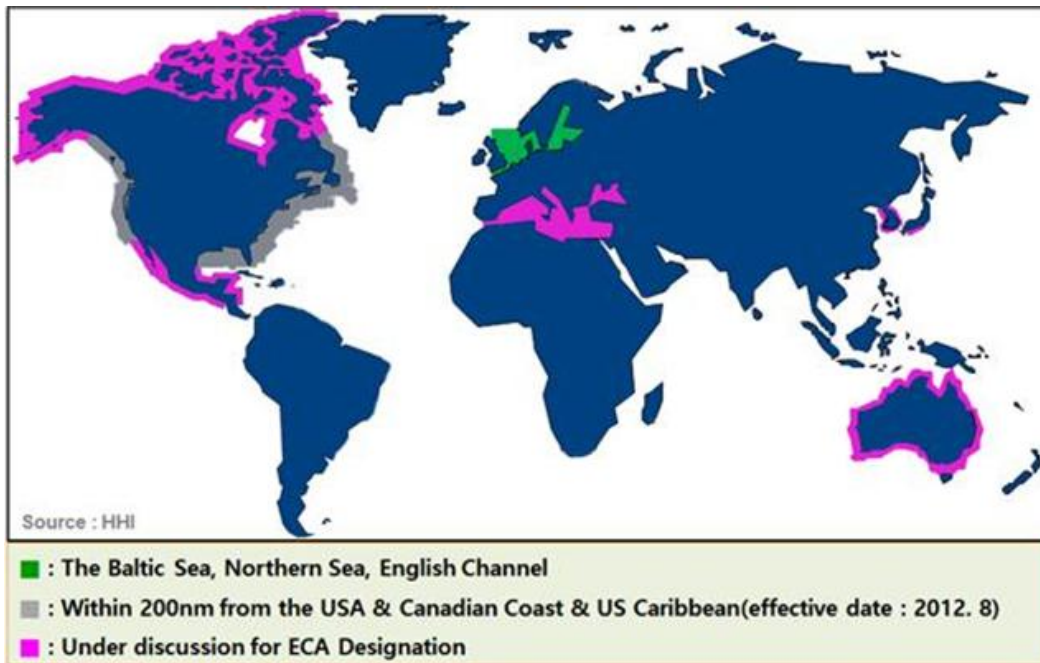 Source : HHI
: The Baltic Sea, Northern Sea, English Channel
: Within 200nm from the USA & Canadian Coast & US Caribbean(effective date : 2012. 8)
: Under discussion for ECA Designation